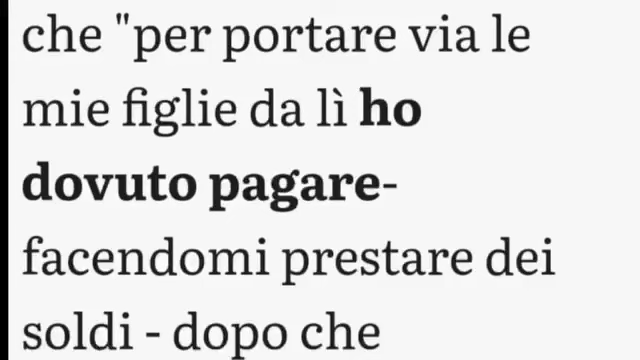 che "per portare via le
mie figlie da lì ho
dovuto pagare-
facendomi prestare dei
soldi - dopo che